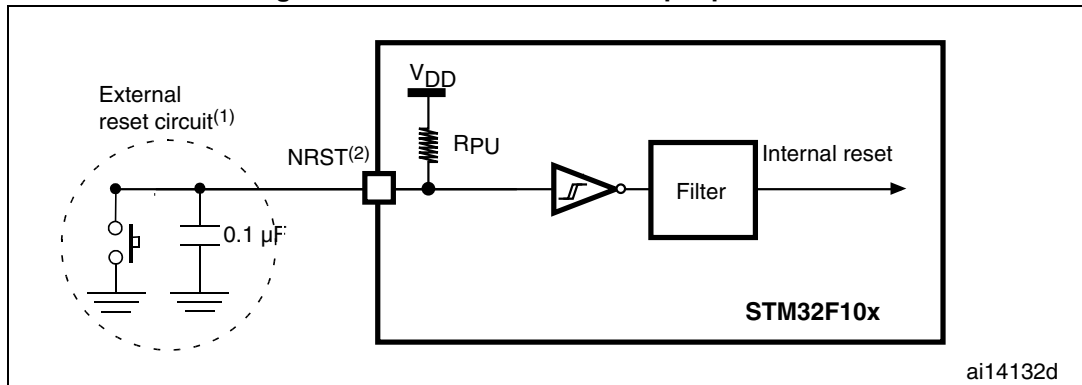 External
reset circuit(1)
VDD
RPU
NRST(2)
Internal reset
Filter
0.1 µF
STM32F10x
ai14132d